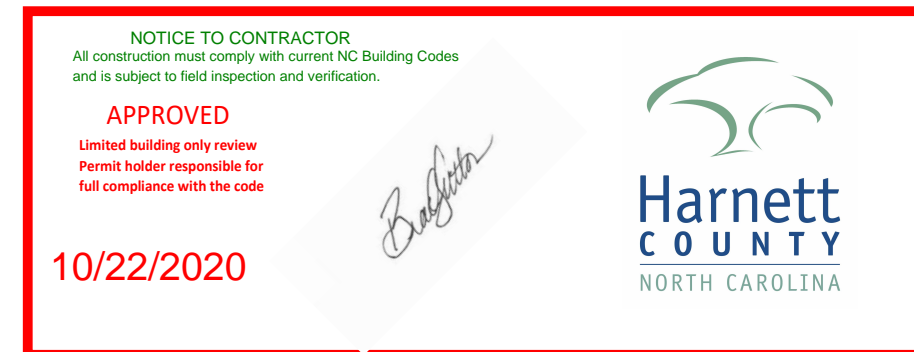 NOTICE TO CONTRACTOR
All construction must comply with current NC Building Codes
and is subject to field inspection and verification.
APPROVED
Limited building only review
Permit holder responsible for
full compliance with the code
10/22/2020
Harnett
COUNTY
NORTH CAROLINA